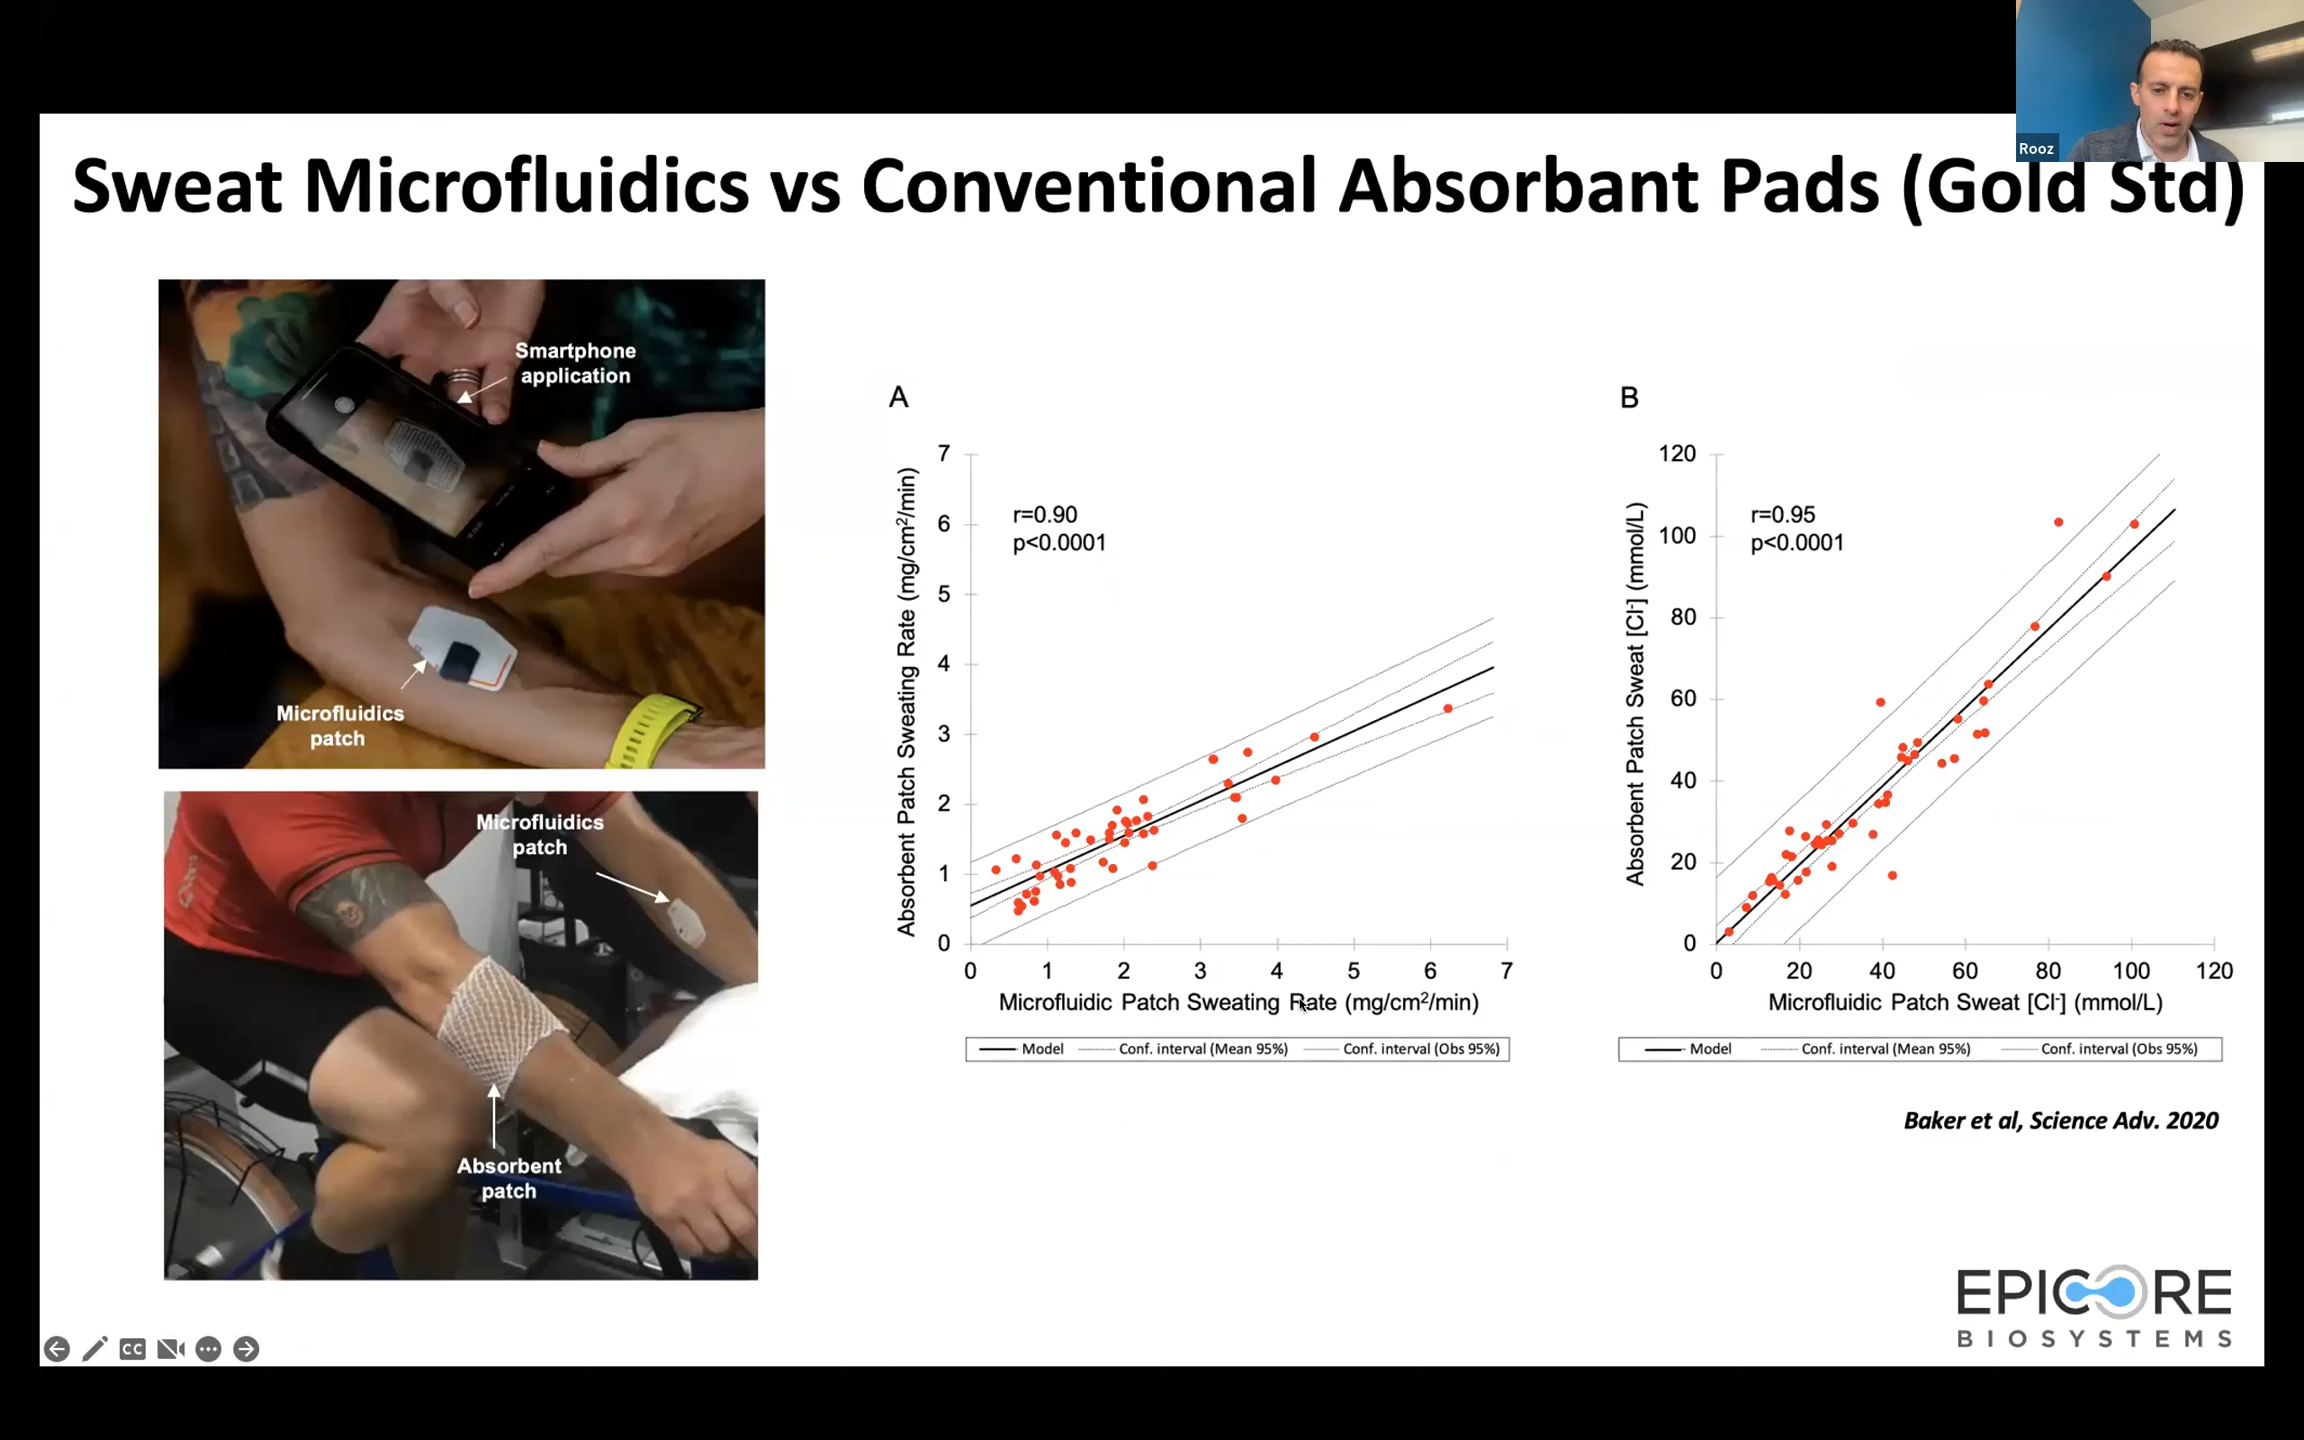 Rooz
Sweat Microfluidics vs Conventional Absorbant Pads (Gold Std)
Smartphone
application
Microfluidics
patch
Microfluidics
patch
Absorbent
patch
A
7
6
5
4
3
2
1
0
r=0.90
p<0.0001
Absorbent Patch Sweating Rate (mg/cm²/min)
0 1 2 3 4 5 6 7
Microfluidic Patch Sweating Rate (mg/cm²/min)
Model Conf. interval (Mean 95%) Conf. interval (Obs 95%)
B
120
100
80
60
40
20
0
r=0.95
p<0.0001
Absorbent Patch Sweat [Cl⁻] (mmol/L)
0 20 40 60 80 100 120
Microfluidic Patch Sweat [Cl⁻] (mmol/L)
Model Conf. interval (Mean 95%) Conf. interval (Obs 95%)
Baker et al, Science Adv. 2020
EPICORE
BIOSYSTEMS
CC